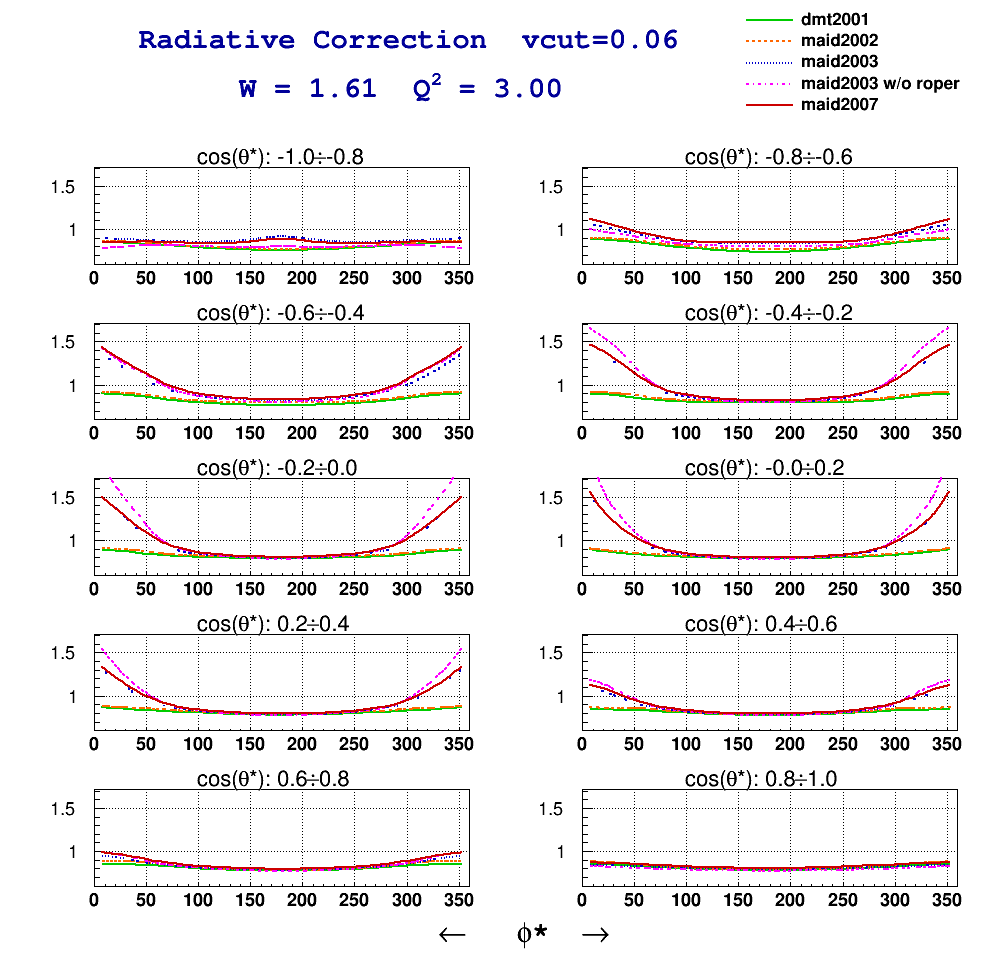 Radiative Correction vcut=0.06
W = 1.61 Q² = 3.00
dmt2001
maid2002
maid2003
maid2003 w/o roper
maid2007
cos(θ*): -1.0÷-0.8
1.5
1
0 50 100 150 200 250 300 350
cos(θ*): -0.8÷-0.6
1.5
1
0 50 100 150 200 250 300 350
cos(θ*): -0.6÷-0.4
1.5
1
0 50 100 150 200 250 300 350
cos(θ*): -0.4÷-0.2
1.5
1
0 50 100 150 200 250 300 350
cos(θ*): -0.2÷0.0
1.5
1
0 50 100 150 200 250 300 350
cos(θ*): -0.0÷0.2
1.5
1
0 50 100 150 200 250 300 350
cos(θ*): 0.2÷0.4
1.5
1
0 50 100 150 200 250 300 350
cos(θ*): 0.4÷0.6
1.5
1
0 50 100 150 200 250 300 350
cos(θ*): 0.6÷0.8
1.5
1
0 50 100 150 200 250 300 350
cos(θ*): 0.8÷1.0
1.5
1
0 50 100 150 200 250 300 350
← ϕ* →